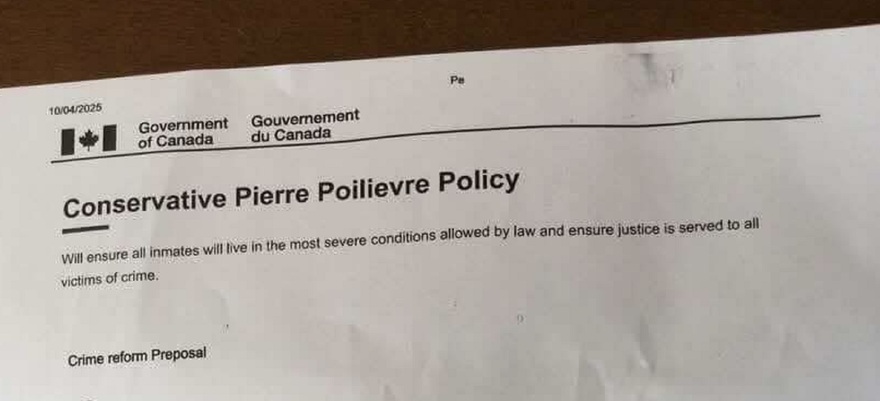 Pe
10/04/2025
Government Gouvernement
of Canada du Canada
Conservative Pierre Poilievre Policy
Will ensure all inmates will live in the most severe conditions allowed by law and ensure justice is served to all
victims of crime.
Crime reform Preposal